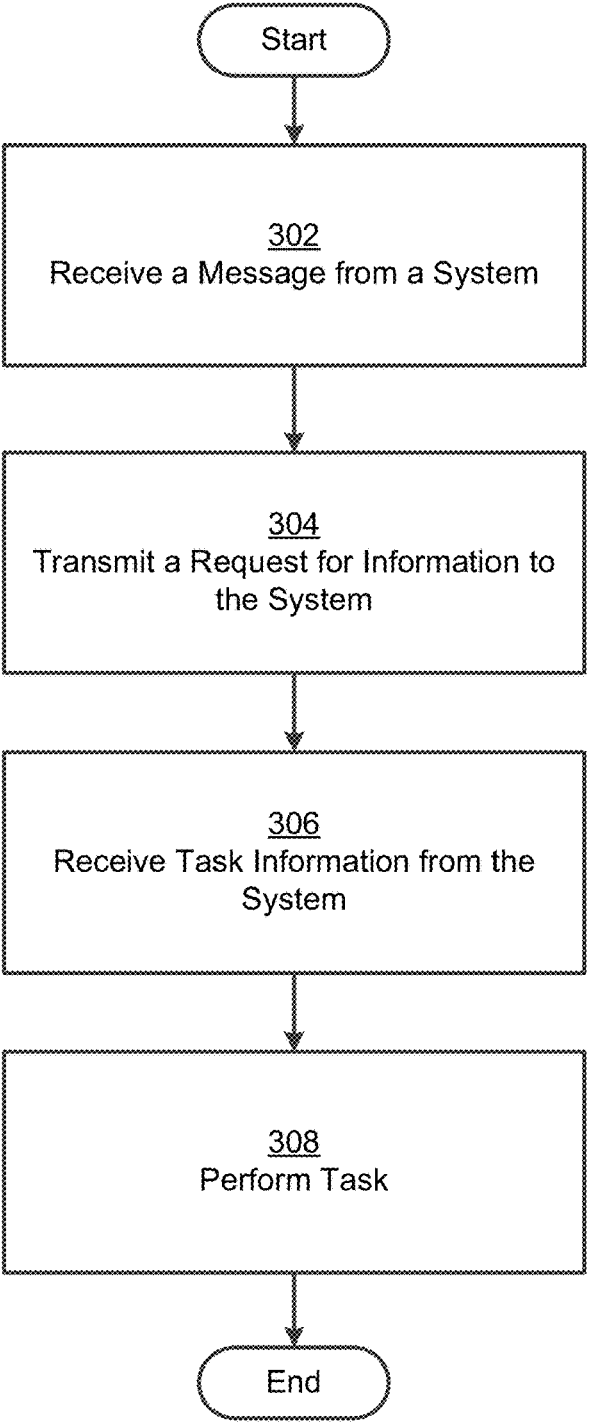 Start
302
Receive a Message from a System
304
Transmit a Request for Information to
the System
306
Receive Task Information from the
System
308
Perform Task
End